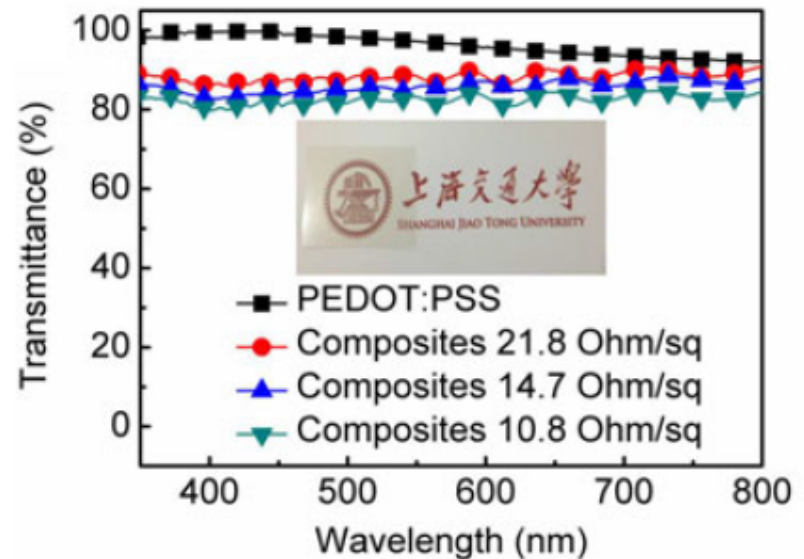 Transmittance (%)
100
80
60
40
20
0
上海交通大學
SHANGHAI JIAO TONG UNIVERSITY
PEDOT:PSS
Composites 21.8 Ohm/sq
Composites 14.7 Ohm/sq
Composites 10.8 Ohm/sq
400 500 600 700 800
Wavelength (nm)